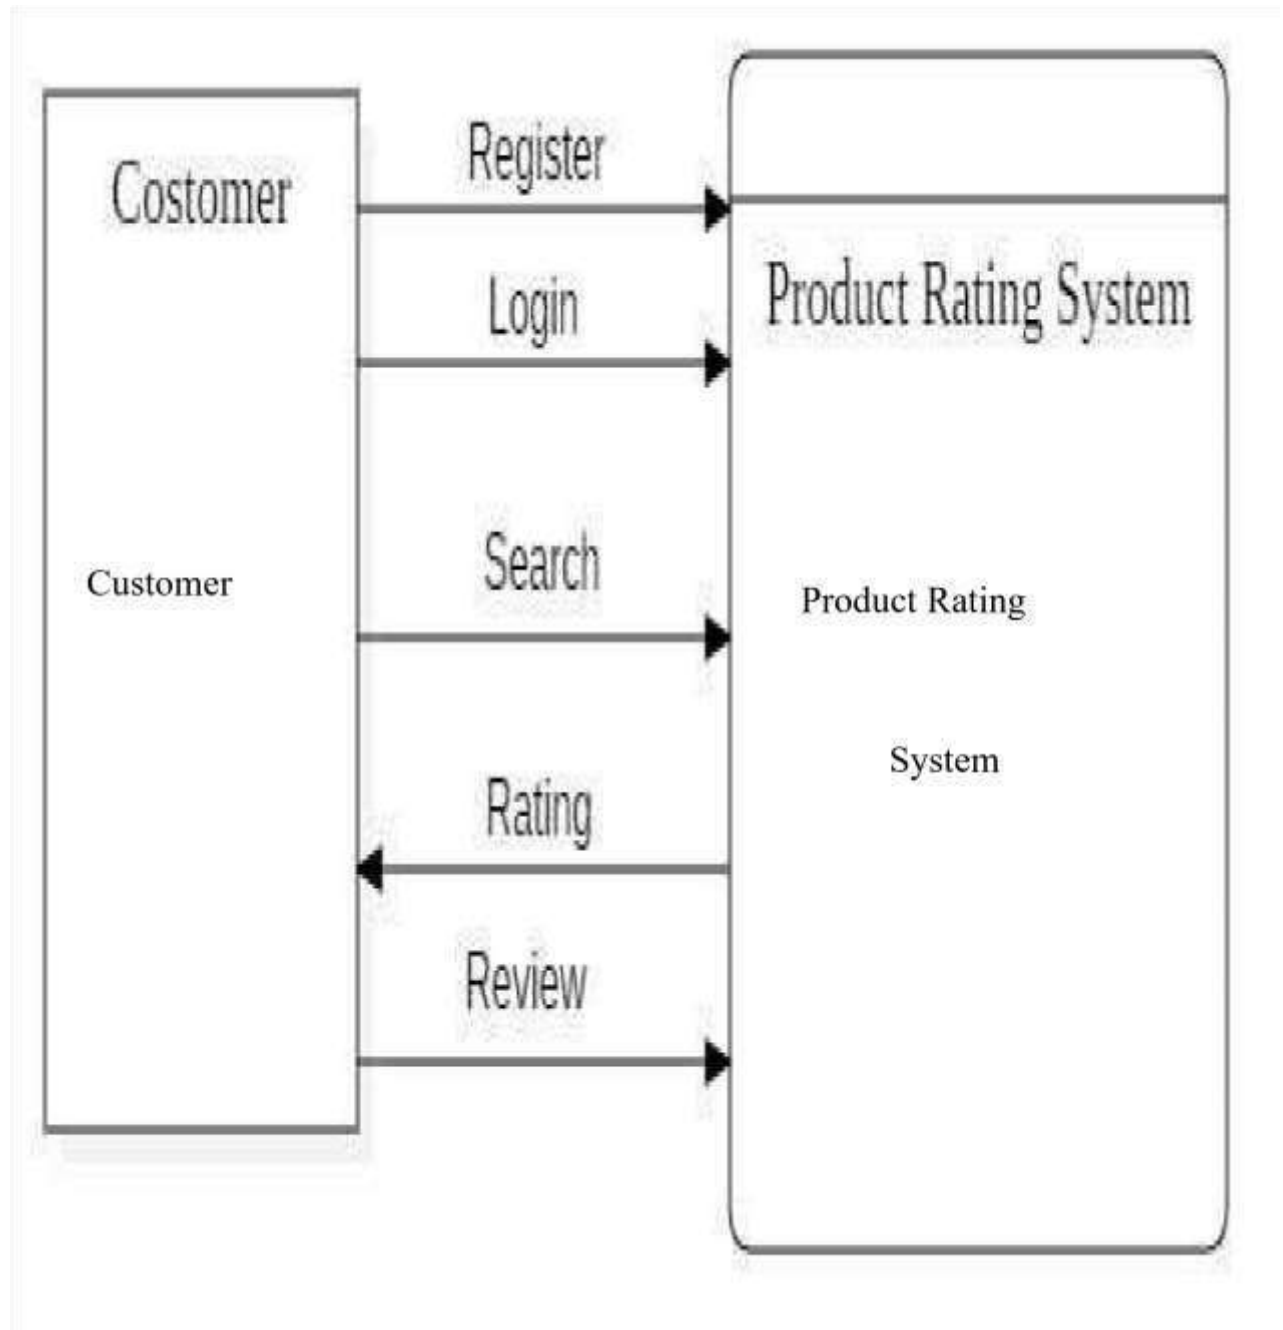 Register
Costomer
Login
Product Rating System
Search
Customer
Product Rating
System
Rating
Review